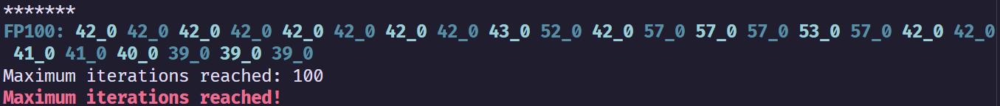 *******
FP100: 42_0 42_0 42_0 42_0 42_0 42_0 42_0 42_0 43_0 52_0 42_0 57_0 57_0 57_0 53_0 57_0 42_0 42_0
41_0 41_0 40_0 39_0 39_0 39_0
Maximum iterations reached: 100
Maximum iterations reached!